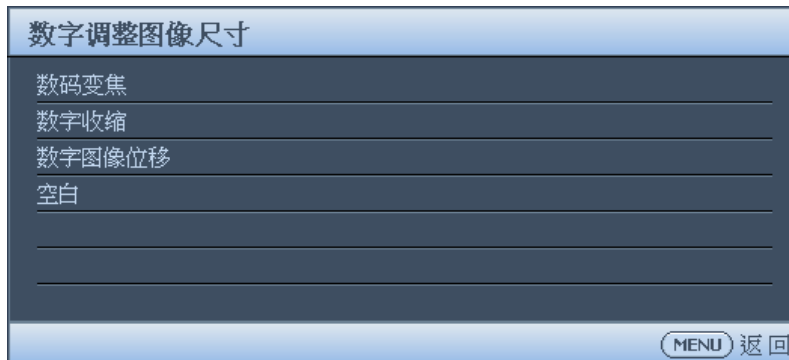 数字调整图像尺寸
数码变焦
数字收缩
数字图像位移
空白
MENU 返回